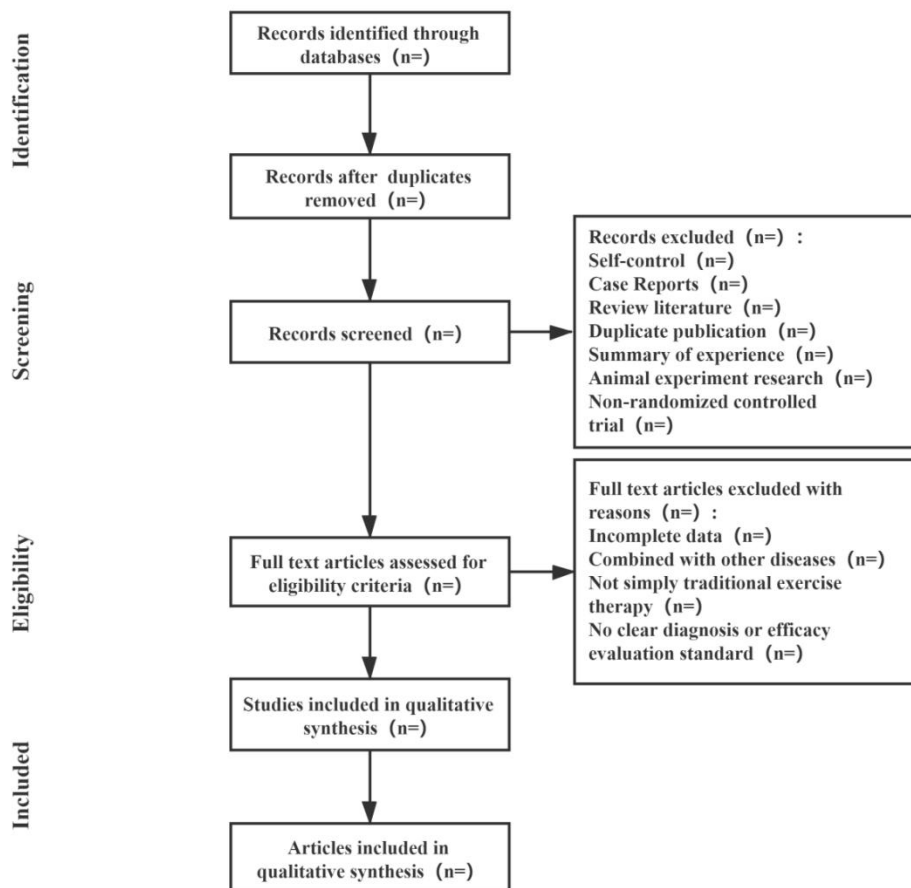 Identification
Records identified through
databases (n=)
Records after duplicates
removed (n=)
Screening
Records screened (n=)
Records excluded (n=) :
Self-control (n=)
Case Reports (n=)
Review literature (n=)
Duplicate publication (n=)
Summary of experience (n=)
Animal experiment research (n=)
Non-randomized controlled
trial (n=)
Eligibility
Full text articles assessed for
eligibility criteria (n=)
Full text articles excluded with
reasons (n=) :
Incomplete data (n=)
Combined with other diseases (n=)
Not simply traditional exercise
therapy (n=)
No clear diagnosis or efficacy
evaluation standard (n=)
Included
Studies included in qualitative
synthesis (n=)
Articles included in
qualitative synthesis (n=)